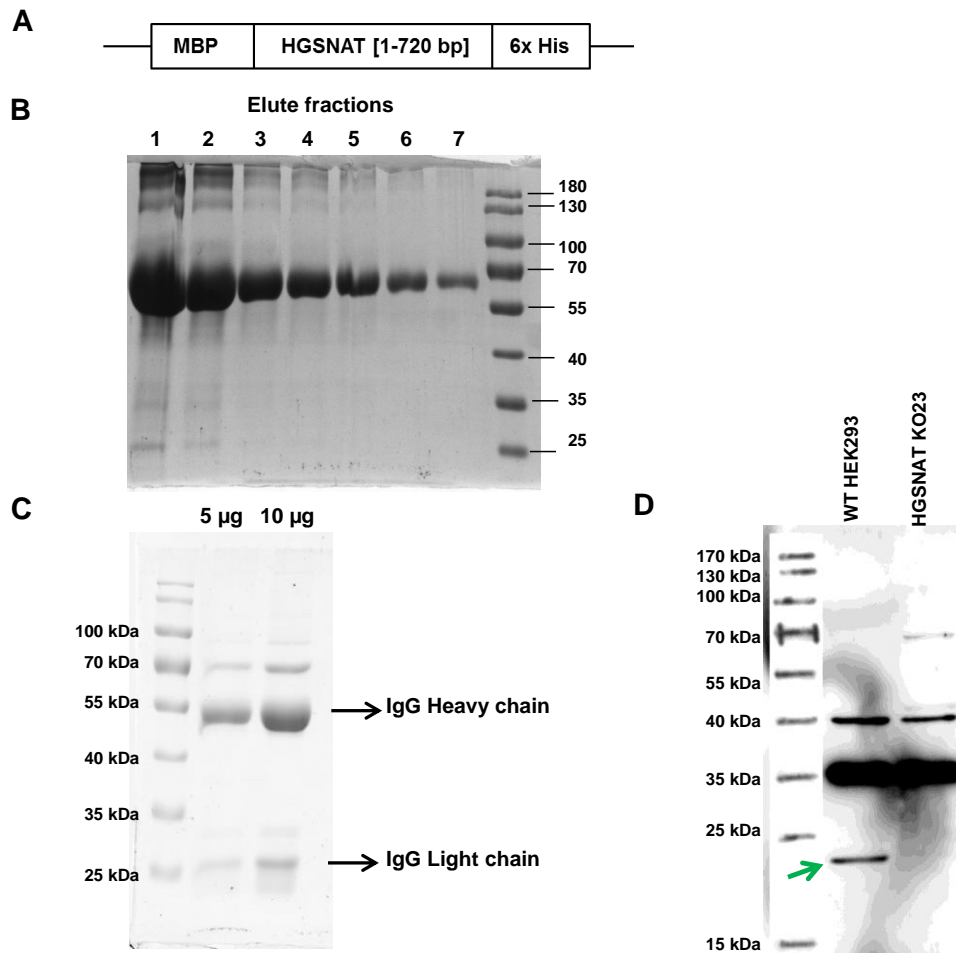 A
MBP
HGSNAT [1-720 bp]
6x His
B
Elute fractions
1 2 3 4 5 6 7
180
130
100
70
55
40
35
25
C
5 µg 10 µg
100 kDa
70 kDa
55 kDa
40 kDa
35 kDa
25 kDa
IgG Heavy chain
IgG Light chain
D
WT HEK293
HGSNAT KO23
170 kDa
130 kDa
100 kDa
70 kDa
55 kDa
40 kDa
35 kDa
25 kDa
15 kDa